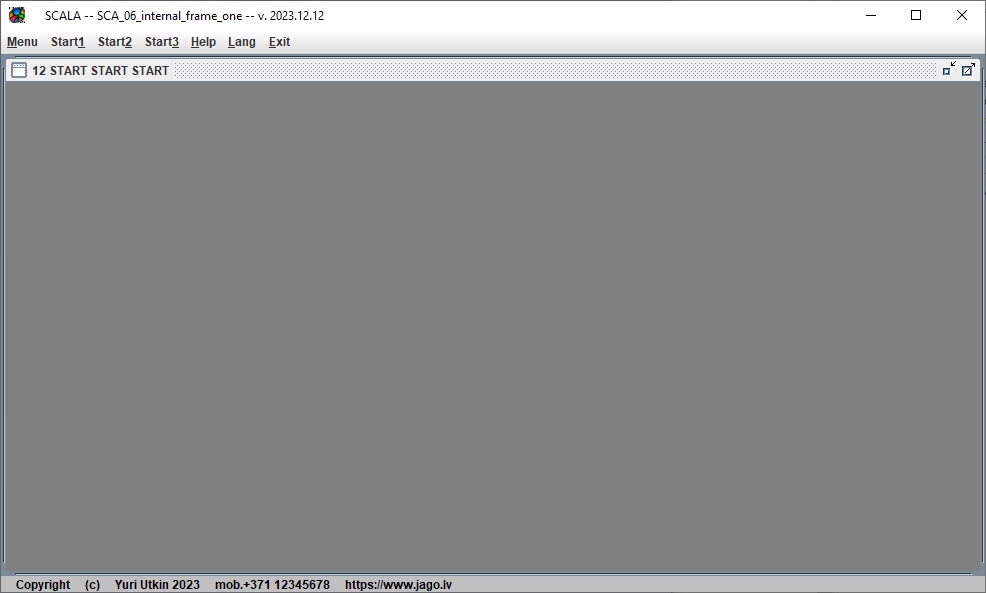 SCALA -- SCA_06_internal_frame_one -- v. 2023.12.12
Menu Start1 Start2 Start3 Help Lang Exit
12 START START START
Copyright (c) Yuri Utkin 2023 mob.+371 12345678 https://www.jago.lv